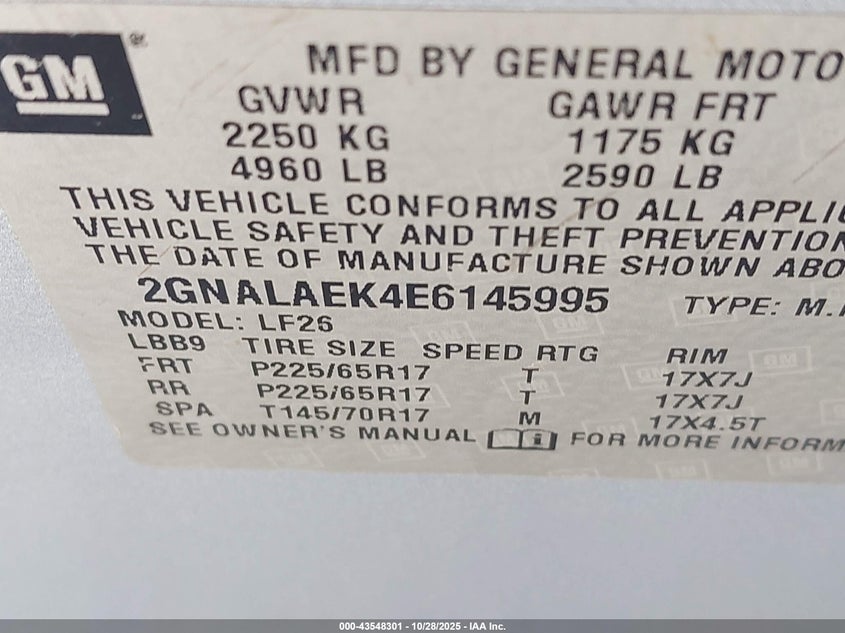 GM
MFD BY GENERAL MOTO
GVWR GAWR FRT
2250 KG 1175 KG
4960 LB 2590 LB
THIS VEHICLE CONFORMS TO ALL APPLIC
VEHICLE SAFETY AND THEFT PREVENTION
THE DATE OF MANUFACTURE SHOWN ABO
2GNALAEK4E6145995 TYPE: M.
MODEL: LF26
LBB9 TIRE SIZE SPEED RTG RIM
FRT P225/65R17 T 17X7J
RR P225/65R17 T 17X7J
SPA T145/70R17 M 17X4.5T
SEE OWNER'S MANUAL FOR MORE INFORM
000-43548301 - 10/28/2025 - IAA Inc.